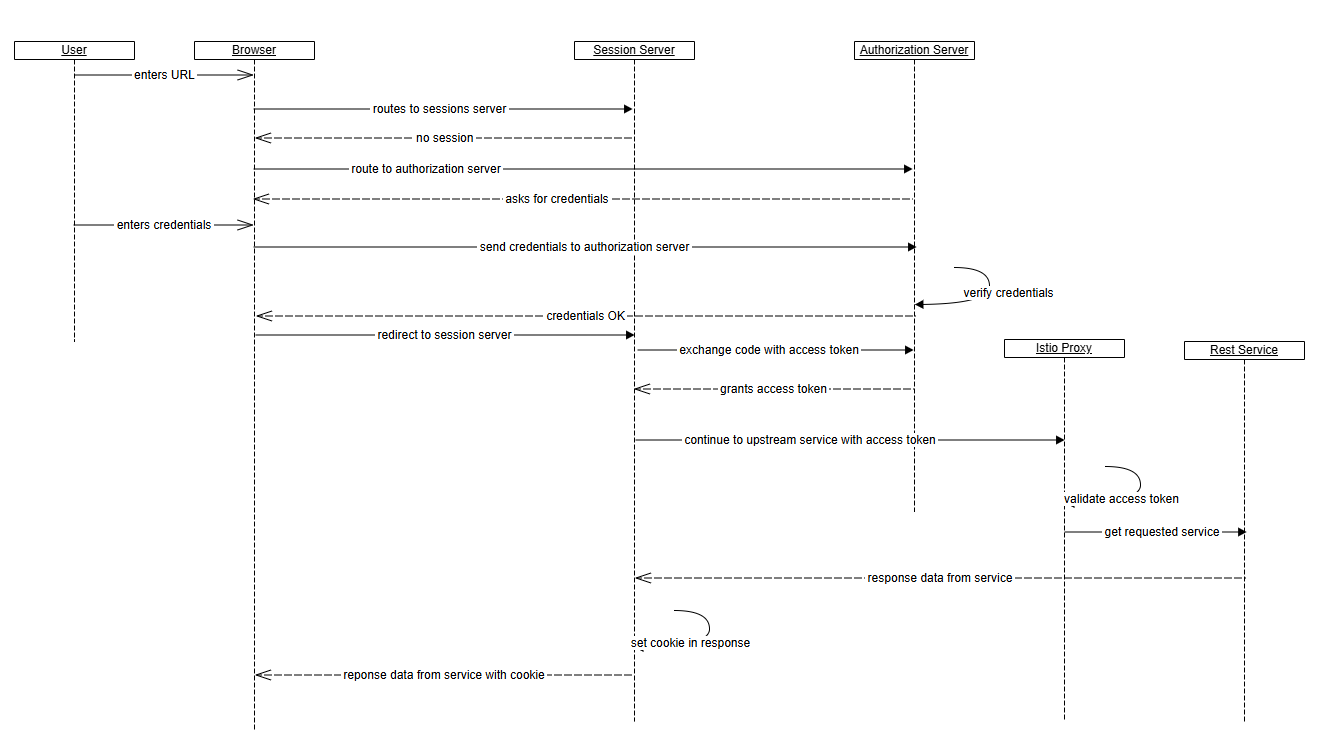 User
Browser
Session Server
Authorization Server
enters URL
routes to sessions server
no session
route to authorization server
asks for credentials
enters credentials
send credentials to authorization server
verify credentials
credentials OK
redirect to session server
exchange code with access token
Istio Proxy
Rest Service
grants access token
continue to upstream service with access token
validate access token
get requested service
response data from service
set cookie in response
reponse data from service with cookie